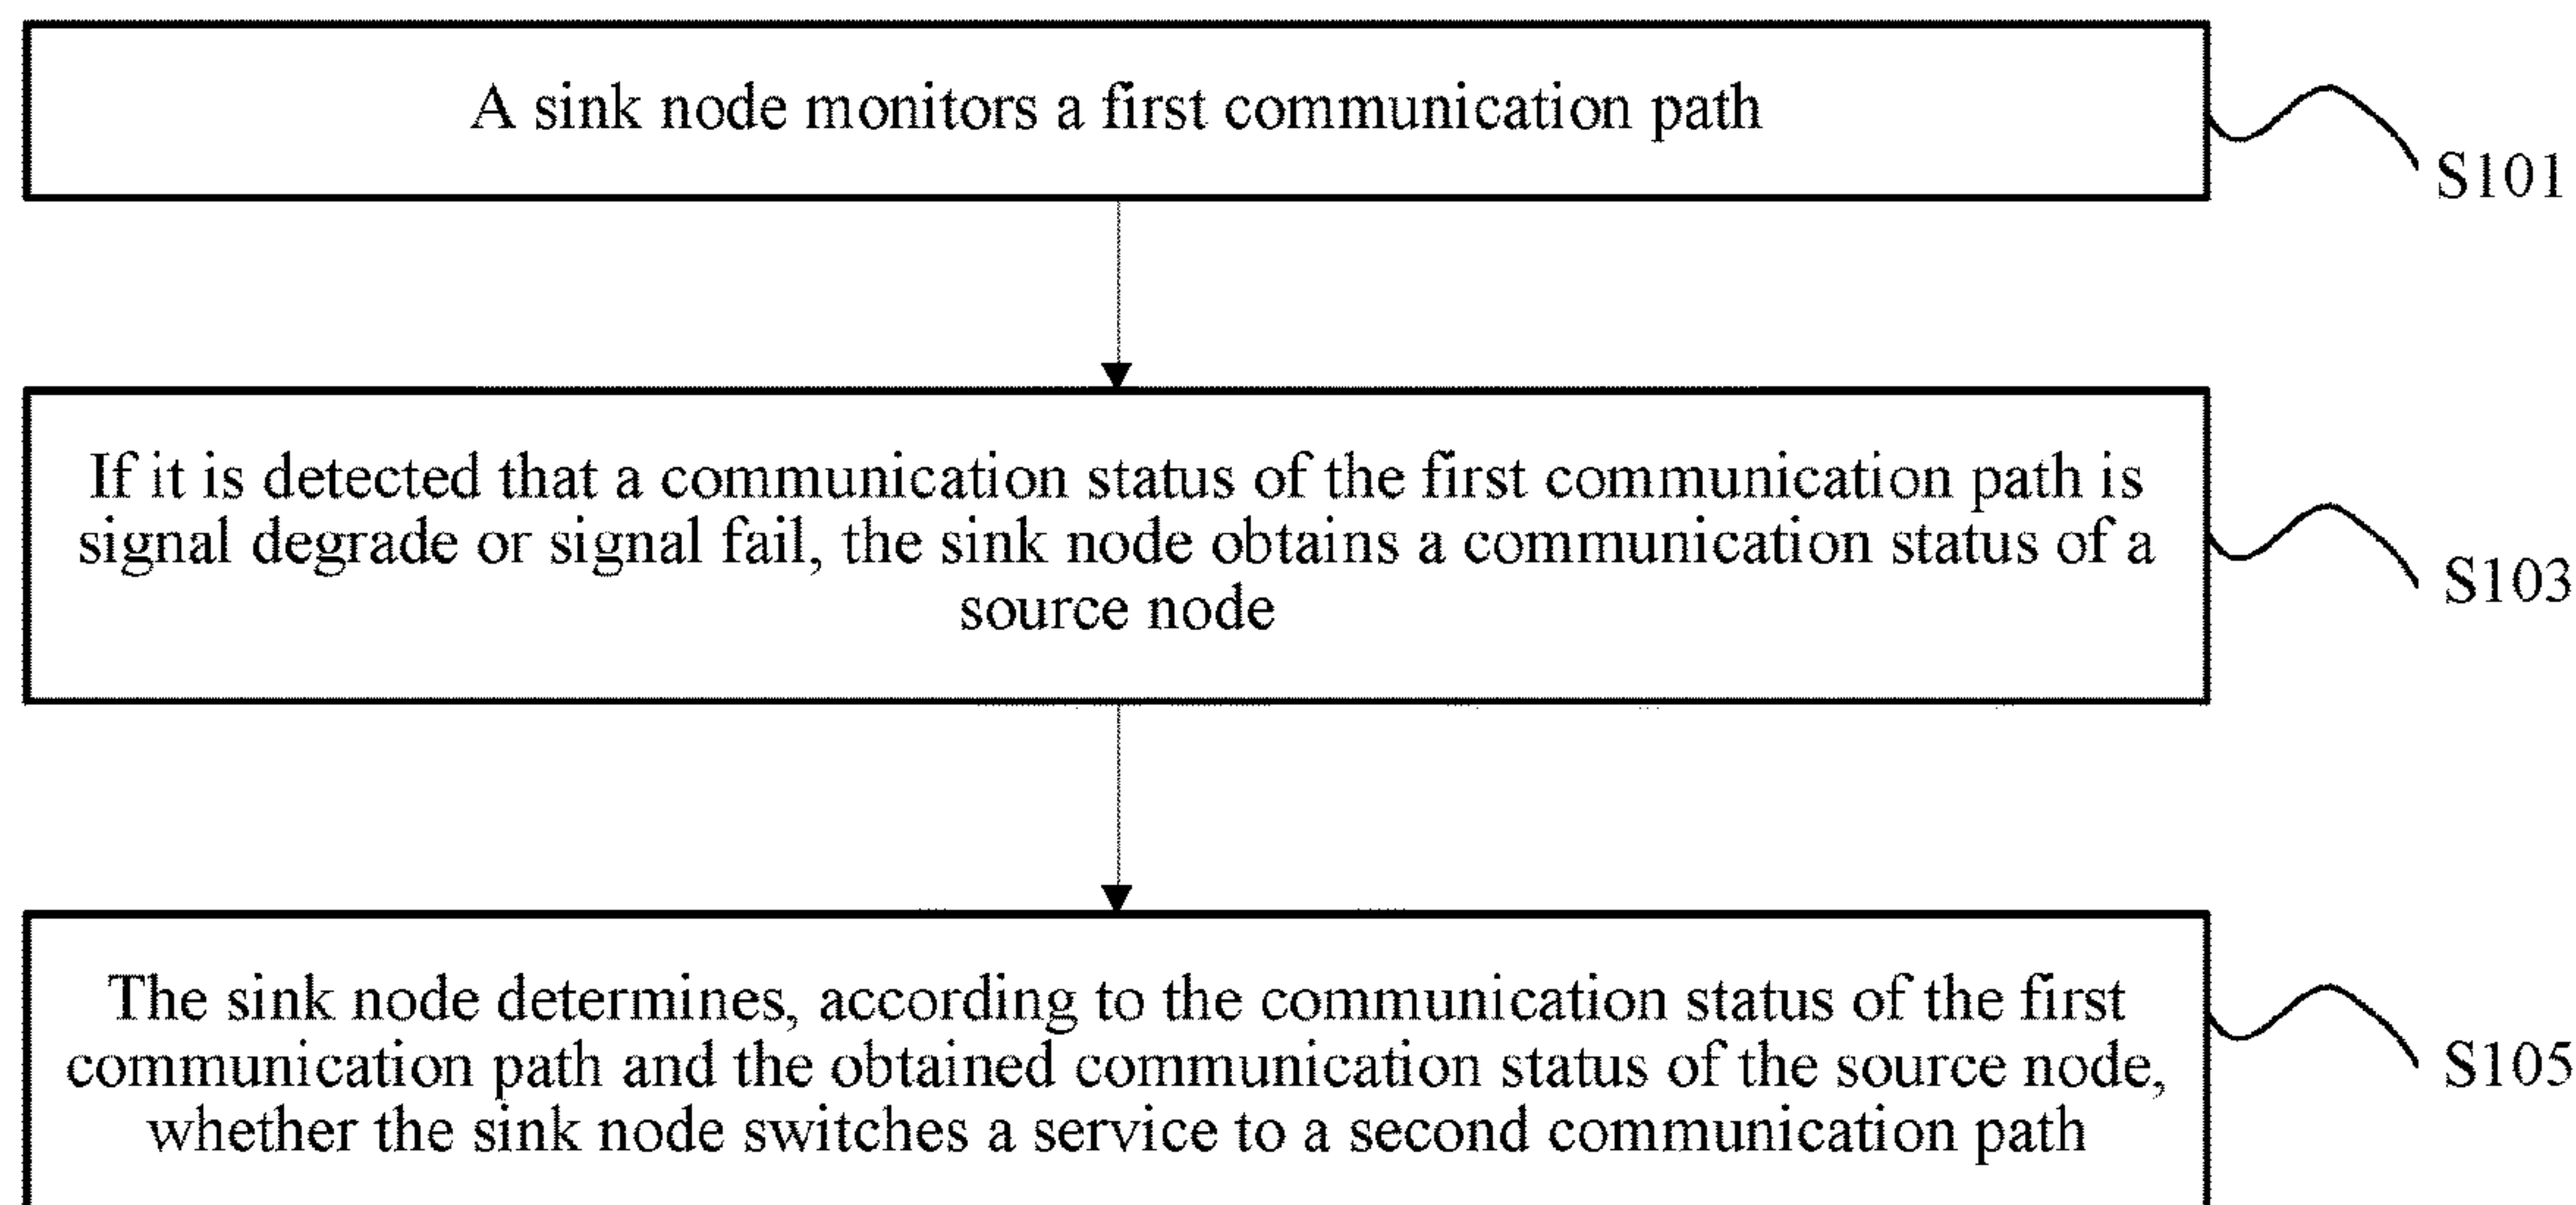 A sink node monitors a first communication path
S101
If it is detected that a communication status of the first communication path is
signal degrade or signal fail, the sink node obtains a communication status of a
source node
S103
The sink node determines, according to the communication status of the first
communication path and the obtained communication status of the source node,
whether the sink node switches a service to a second communication path
S105